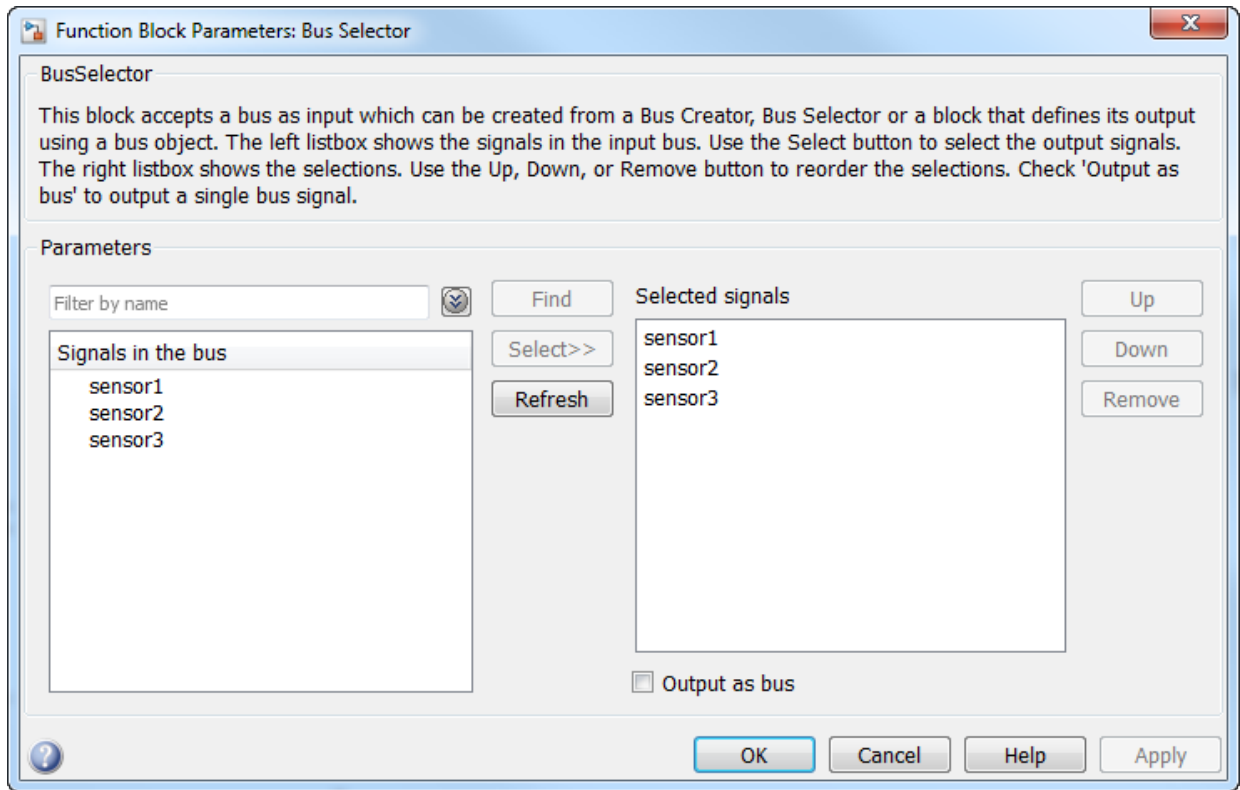 Function Block Parameters: Bus Selector
BusSelector
This block accepts a bus as input which can be created from a Bus Creator, Bus Selector or a block that defines its output
using a bus object. The left listbox shows the signals in the input bus. Use the Select button to select the output signals.
The right listbox shows the selections. Use the Up, Down, or Remove button to reorder the selections. Check 'Output as
bus' to output a single bus signal.
Parameters
Filter by name
Find
Selected signals
Up
Signals in the bus
Select>>
sensor1
Down
sensor1
Refresh
sensor2
Remove
sensor2
sensor3
sensor3
Output as bus
OK
Cancel
Help
Apply